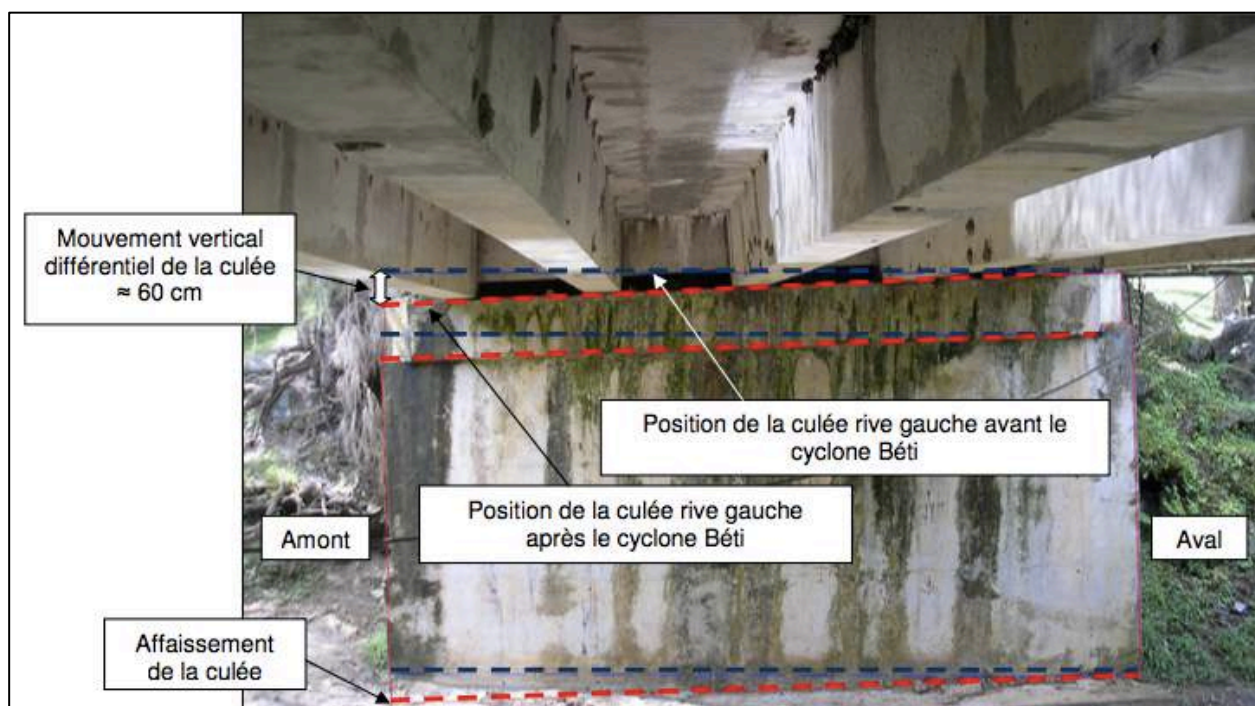 Mouvement vertical
différentiel de la culée
≈ 60 cm
Position de la culée rive gauche avant le
cyclone Béti
Position de la culée rive gauche
après le cyclone Béti
Amont
Aval
Affaissement
de la culée